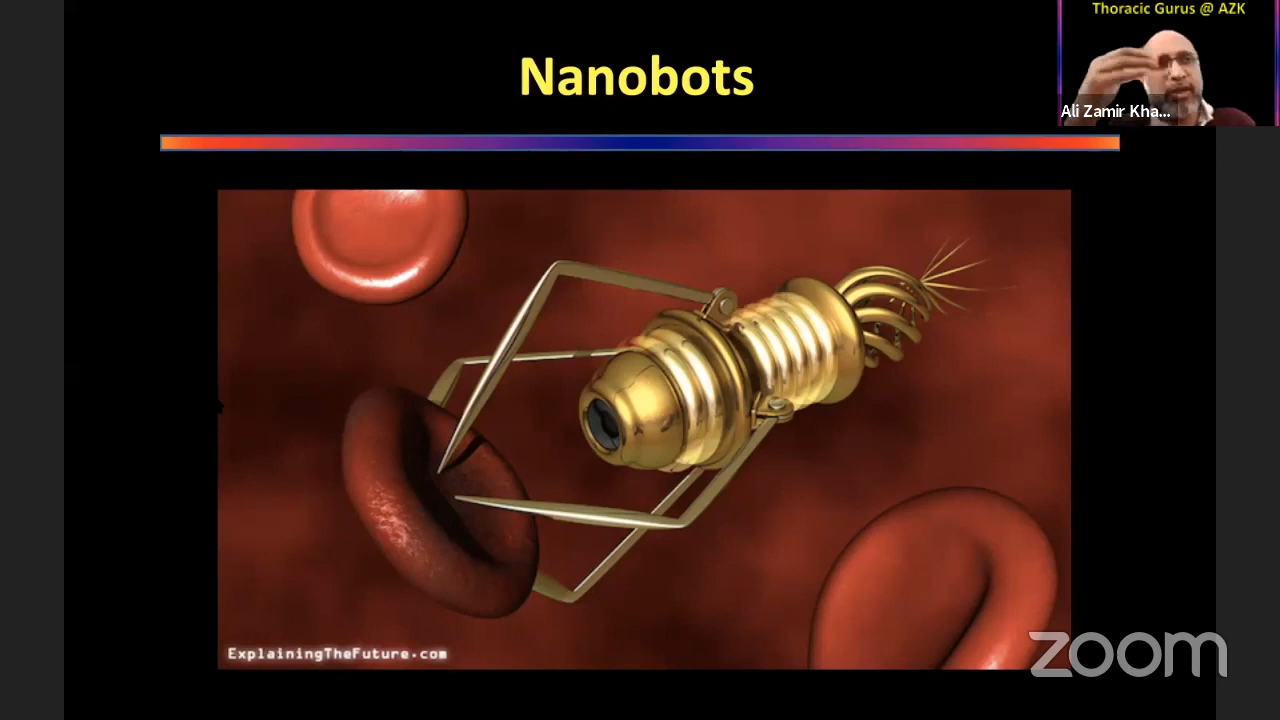 Thoracic Gurus @ AZK
Nanobots
Ali Zamir Kha...
ExplainingTheFuture.com
zoom